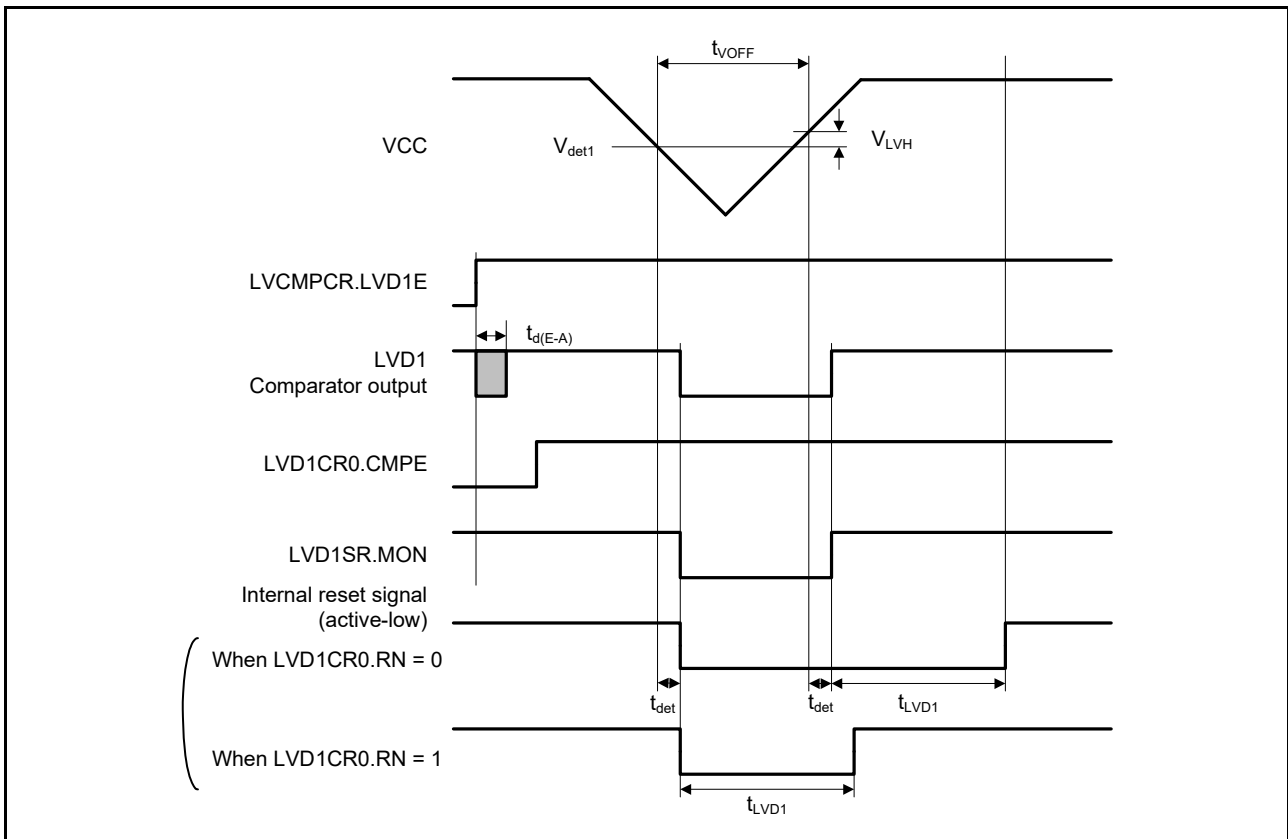 tVOFF
VCC
Vdet1
VLVH
LVCMPCR.LVD1E
td(E-A)
LVD1
Comparator output
LVD1CR0.CMPE
LVD1SR.MON
Internal reset signal
(active-low)
When LVD1CR0.RN = 0
tdet
tdet
tLVD1
When LVD1CR0.RN = 1
tLVD1